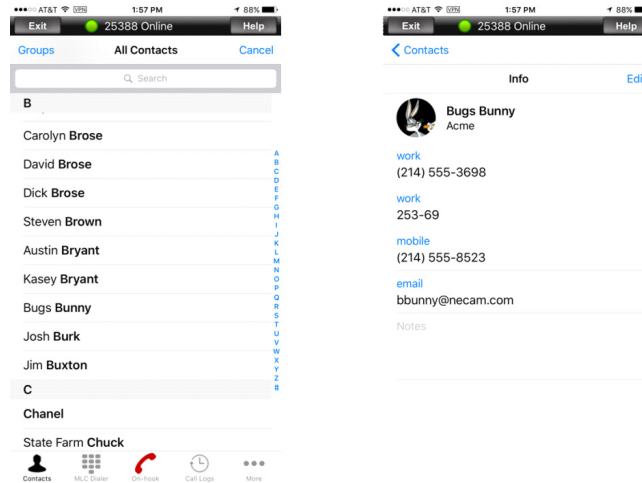 AT&T VPN 1:57 PM 88%
Exit 25388 Online Help
Groups All Contacts Cancel
Search
B
Carolyn Brose
David Brose
Dick Brose
Steven Brown
Austin Bryant
Kasey Bryant
Bugs Bunny
Josh Burk
Jim Buxton
C
Chanel
State Farm Chuck
A
B
C
D
E
F
G
H
I
J
K
L
M
N
O
P
Q
R
S
T
U
V
W
X
Y
Z
#
Contacts MLC Dialer On-hook Call Logs More
AT&T VPN 1:57 PM 88%
Exit 25388 Online Help
Contacts
Info Edi
Bugs Bunny
Acme
work
(214) 555-3698
work
253-69
mobile
(214) 555-8523
email
bbunny@necam.com
Notes